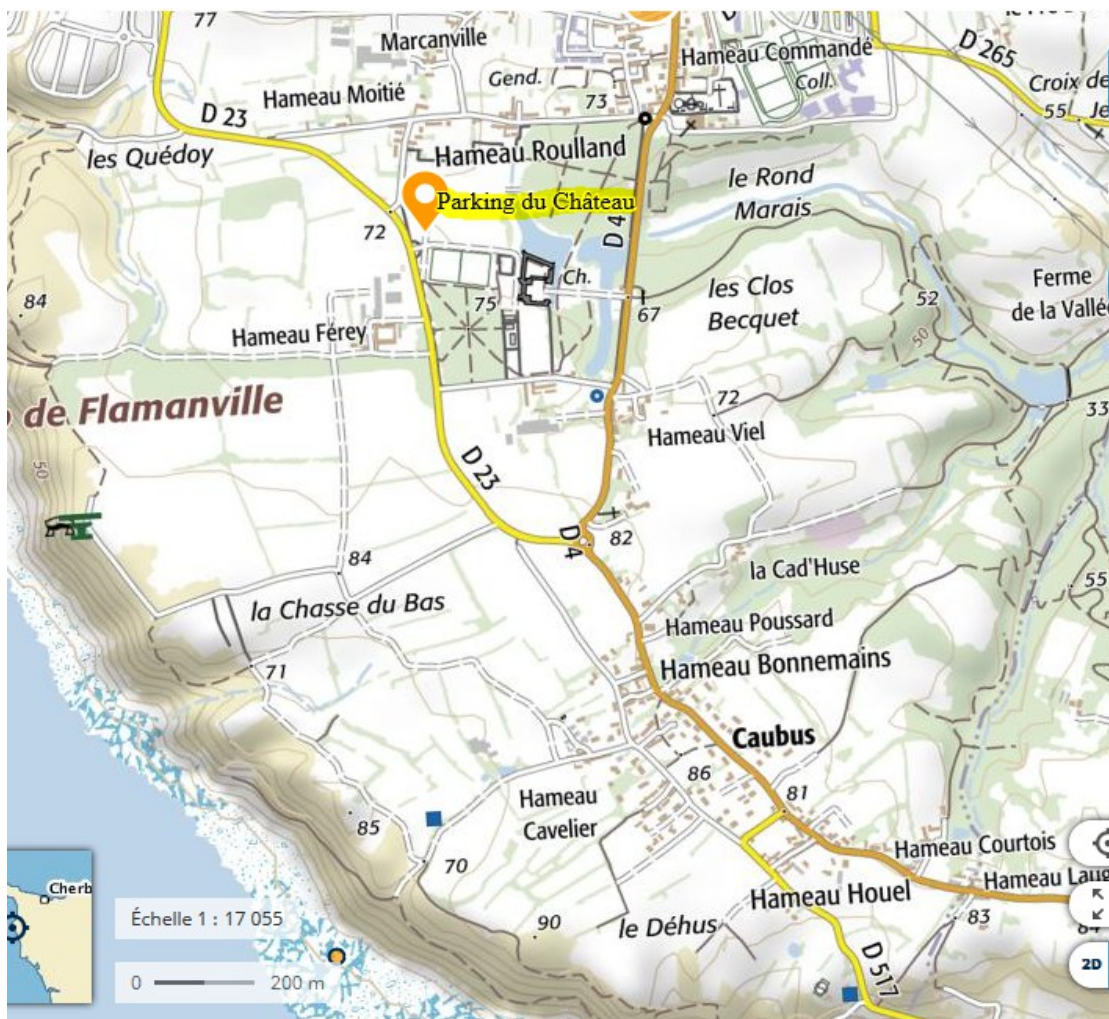 77
Marcanville
Hameau Commandé
D 265
Gend.
Coll.
Croix de
Hameau Moitié
73
55
Je
D 23
les Quédoy
Hameau Roulland
le Rond
Marais
Parking du Château
D 4
72
Ch.
84
75
67
les Clos
Becquet
52
50
Ferme
de la Vallée
Hameau Férey
de Flamanville
72
33
Hameau Viel
50
D 23
82
D 4
84
la Cad'Huse
55
la Chasse du Bas
Hameau Poussard
Hameau Bonnemains
71
Caubus
86
Hameau
Cavelier
81
85
70
Hameau Courtois
Hameau Laug
Cherb
Hameau Houel
Échelle 1 : 17 055
90
le Déhus
83
84
2D
0
200 m
D 517